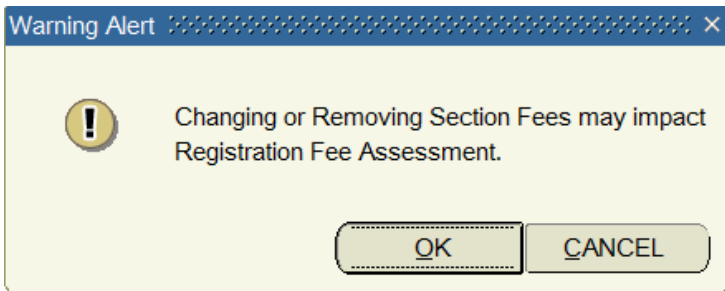 Warning Alert
Changing or Removing Section Fees may impact
Registration Fee Assessment.
OK
CANCEL